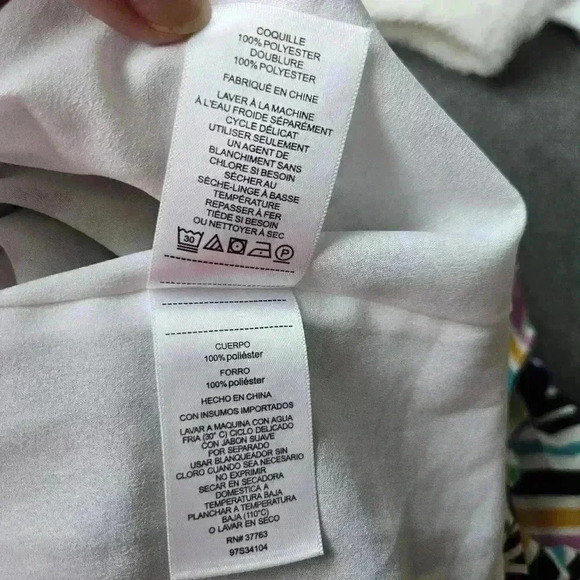 COQUILLE
100% POLYESTER
DOUBLURE
100% POLYESTER
FABRIQUÉ EN CHINE
LAVER À LA MACHINE
À L'EAU FROIDE SÉPARÉMENT
CYCLE DÉLICAT
UTILISER SEULEMENT
UN AGENT DE
BLANCHIMENT SANS
CHLORE SI BESOIN
SÉCHER AU
SÈCHE-LINGE À BASSE
TEMPÉRATURE
REPASSER À FER
TIÉDE SI BESOIN
OU NETTOYER À SEC
30 P
CUERPO
100% poliéster
FORRO
100% poliéster
HECHO EN CHINA
CON INSUMOS IMPORTADOS
LAVAR A MAQUINA CON AGUA
FRIA (30° C) CICLO DELICADO
CON JABON SUAVE
POR SEPARADO
USAR BLANQUEADOR SIN
CLORO CUANDO SEA NECESARIO
SECAR EN SECADORA
DOMESTICA A
TEMPERATURA BAJA
PLANCHAR A TEMPERATURA
BAJA (110°C)
O LAVAR EN SECO
RN# 37763
97S34104